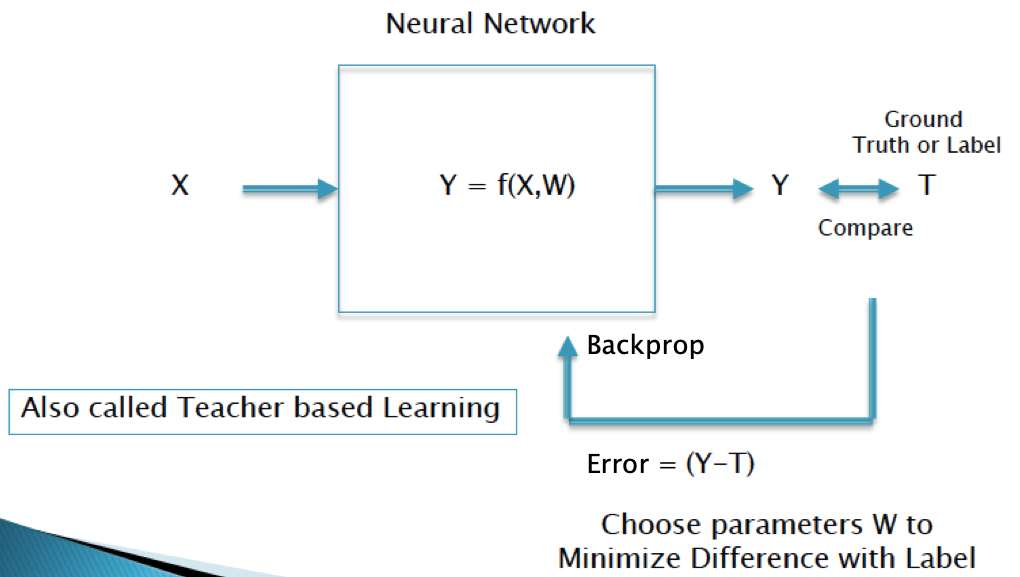 Neural Network
Ground
Truth or Label
X
Y = f(X,W)
Y
T
Compare
Backprop
Also called Teacher based Learning
Error = (Y-T)
Choose parameters W to
Minimize Difference with Label